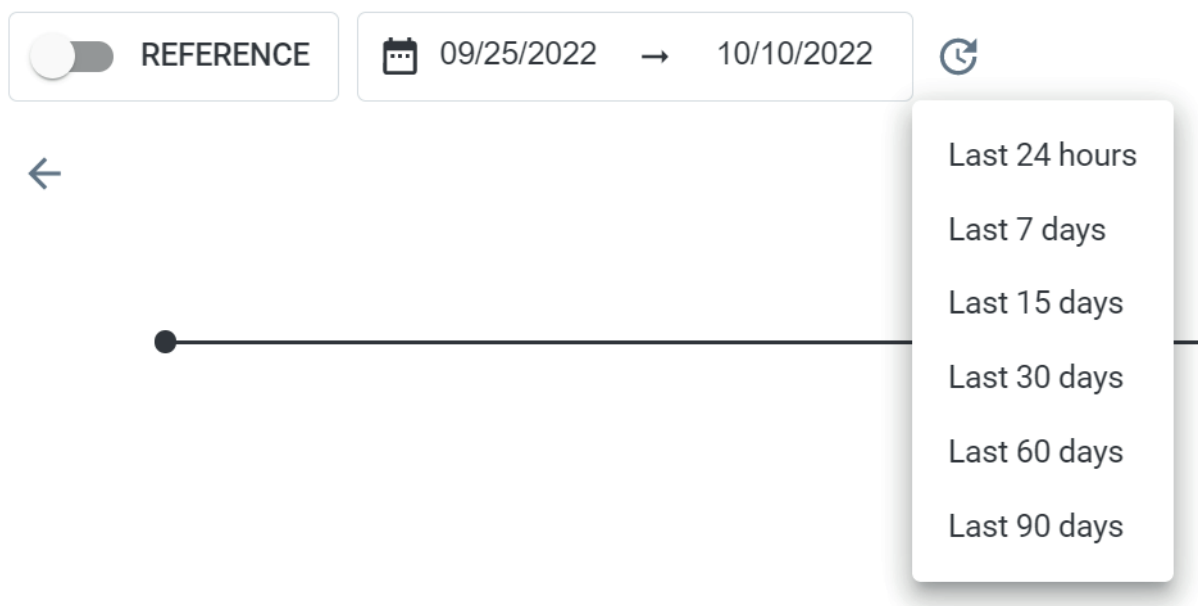 REFERENCE 09/25/2022 → 10/10/2022
Last 24 hours
Last 7 days
Last 15 days
Last 30 days
Last 60 days
Last 90 days